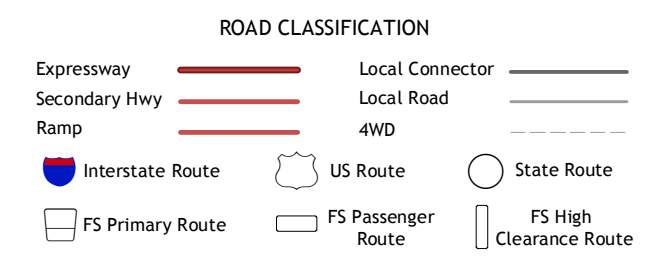 ROAD CLASSIFICATION
Expressway
Local Connector
Secondary Hwy
Local Road
Ramp
4WD
Interstate Route
US Route
State Route
FS Primary Route
FS Passenger
Route
FS High
Clearance Route